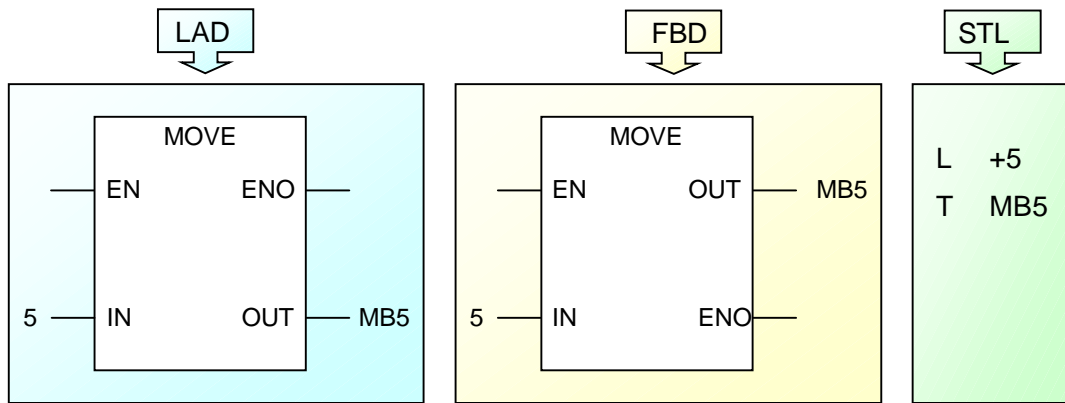 LAD
MOVE
EN ENO
5 IN OUT MB5
FBD
MOVE
EN OUT MB5
5 IN ENO
STL
L +5
T MB5